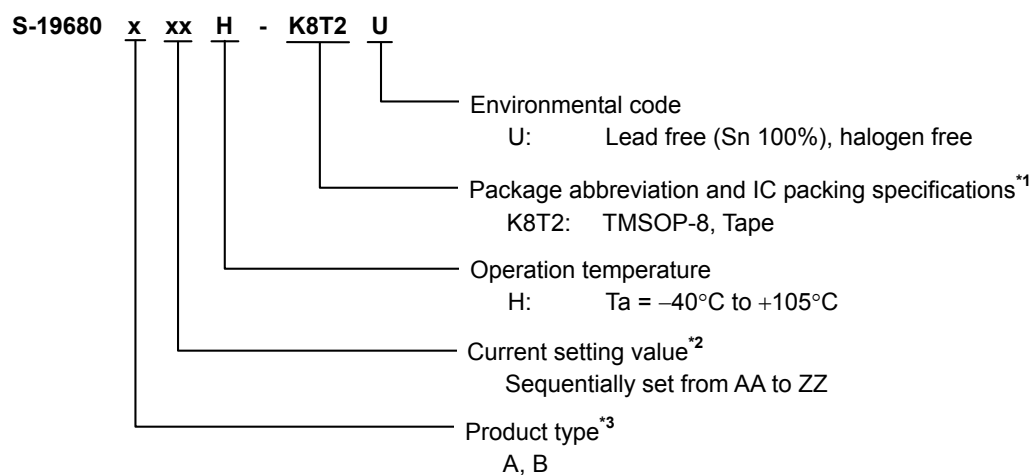 S-19680 x xx H - K8T2 U
Environmental code
U: Lead free (Sn 100%), halogen free
Package abbreviation and IC packing specifications*1
K8T2: TMSOP-8, Tape
Operation temperature
H: Ta = −40°C to +105°C
Current setting value*2
Sequentially set from AA to ZZ
Product type*3
A, B